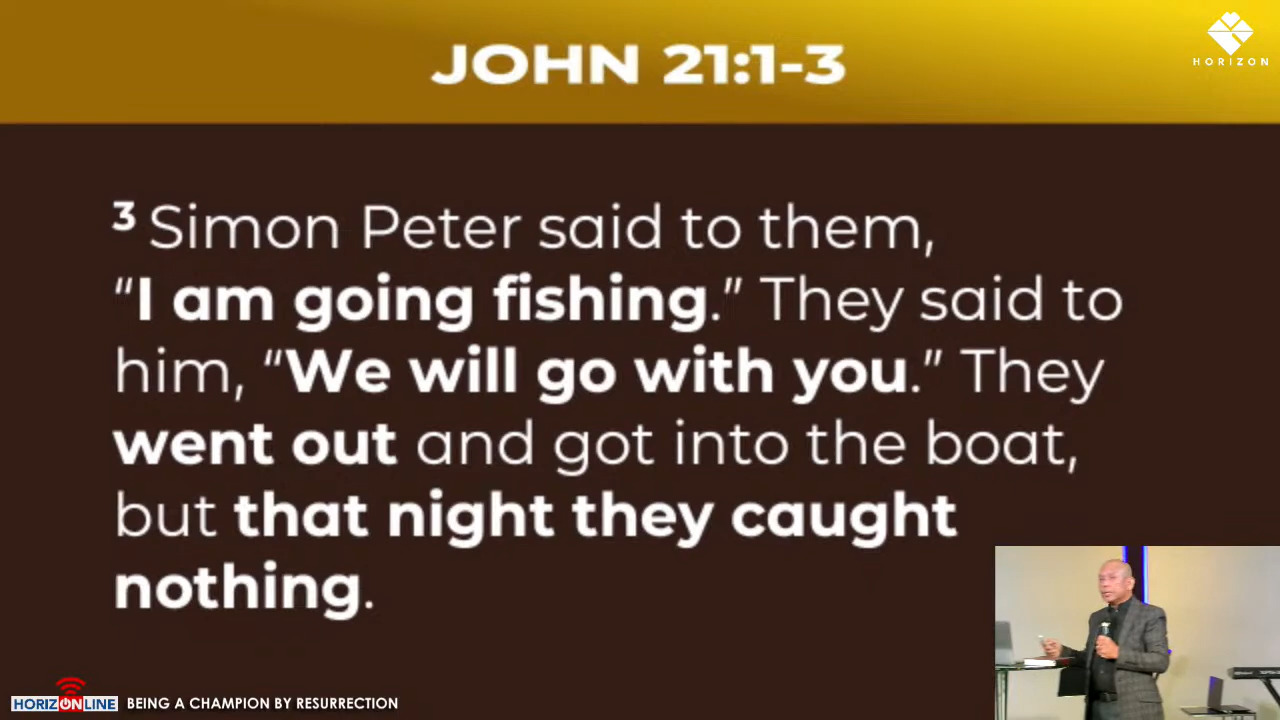 JOHN 21:1-3
HORIZON
3 Simon Peter said to them,
“I am going fishing.” They said to
him, “We will go with you.” They
went out and got into the boat,
but that night they caught
nothing.
HORIZONLINE BEING A CHAMPION BY RESURRECTION